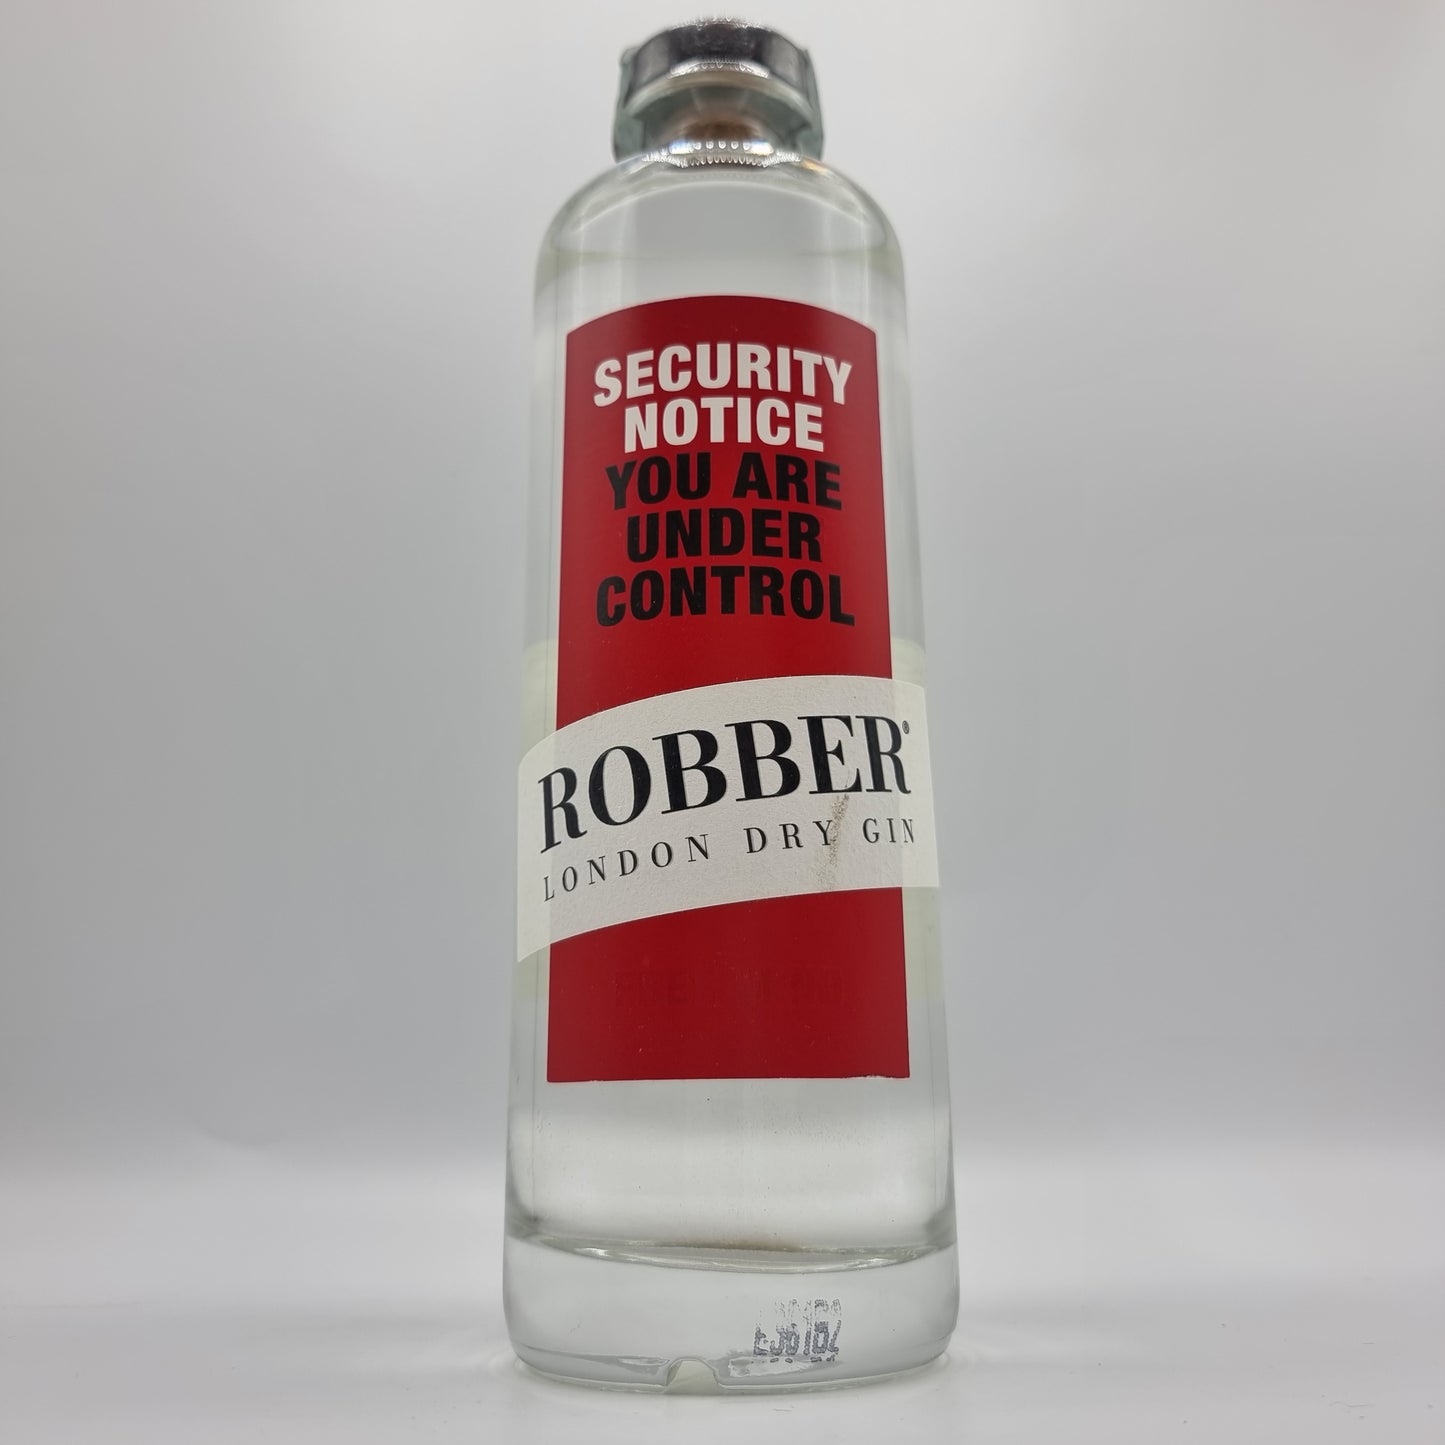 SECURITY
NOTICE
YOU ARE
UNDER
CONTROL
ROBBER®
LONDON DRY GIN